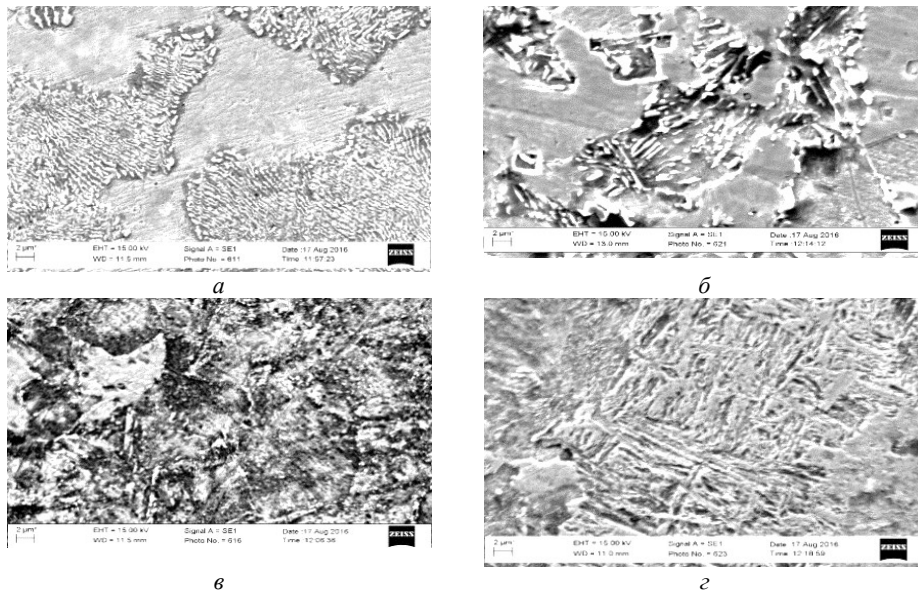 2 µm* EHT = 15.00 kV Signal A = SE1 Date :17 Aug 2016 ZEISS
WD = 11.5 mm Photo No. = 611 Time :11:57:23
2 µm EHT = 15.00 kV Signal A = SE1 Date :17 Aug 2016 ZEISS
WD = 13.0 mm Photo No. = 621 Time :12:14:12
а
б
2 µm* EHT = 15.00 kV Signal A = SE1 Date :17 Aug 2016 ZEISS
WD = 11.5 mm Photo No. = 616 Time :12:06:36
2 µm* EHT = 15.00 kV Signal A = SE1 Date :17 Aug 2016 ZEISS
WD = 11.0 mm Photo No. = 623 Time :12:18:59
в
г